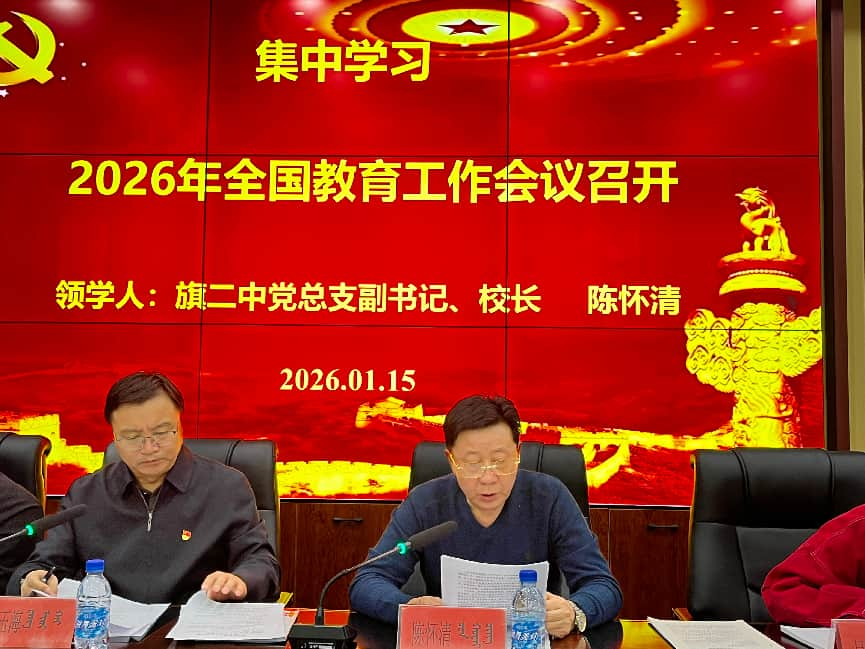 集中学习
2026年全国教育工作会议召开
领学人：旗二中党总支副书记、校长 陈怀清
2026.01.15
陈怀清